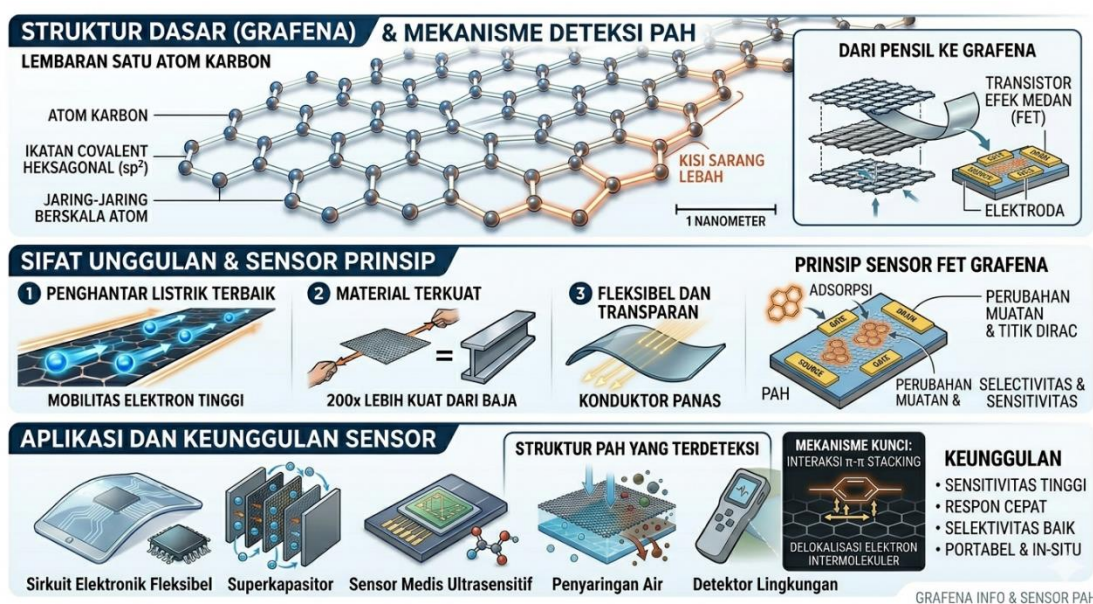 STRUKTUR DASAR (GRAFENA) & MEKANISME DETEKSI PAH
LEMBARAN SATU ATOM KARBON
ATOM KARBON
IKATAN COVALENT
HEKSAGONAL (sp²)
JARING-JARING
BERSKALA ATOM
KISI SARANG
LEBAH
1 NANOMETER
DARI PENSIL KE GRAFENA
TRANSISTOR
EFEK MEDAN
(FET)
DRAIN
ELEKTRODA
SIFAT UNGGULAN & SENSOR PRINSIP
1 PENGHANTAR LISTRIK TERBAIK
MOBILITAS ELEKTRON TINGGI
2 MATERIAL TERKUAT
=
200x LEBIH KUAT DARI BAJA
3 FLEKSIBEL DAN
TRANSPARAN
KONDUKTOR PANAS
PRINSIP SENSOR FET GRAFENA
ADSORPSI
GATE
DRAIN
SOURCE
PAH
PERUBAHAN
MUATAN
& TITIK DIRAC
PERUBAHAN
MUATAN &
SELECTIVITAS &
SENSITIVITAS
APLIKASI DAN KEUNGGULAN SENSOR
Sirkuit Elektronik Fleksibel
Superkapasitor
Sensor Medis Ultrasensitif
STRUKTUR PAH YANG TERDETEKSI
Penyaringan Air
Detektor Lingkungan
MEKANISME KUNCI:
INTERAKSI π-π STACKING
DELOKALISASI ELEKTRON
INTERMOLEKULER
KEUNGGULAN
• SENSITIVITAS TINGGI
• RESPON CEPAT
• SELEKTIVITAS BAIK
• PORTABEL & IN-SITU
GRAFENA INFO & SENSOR PAH